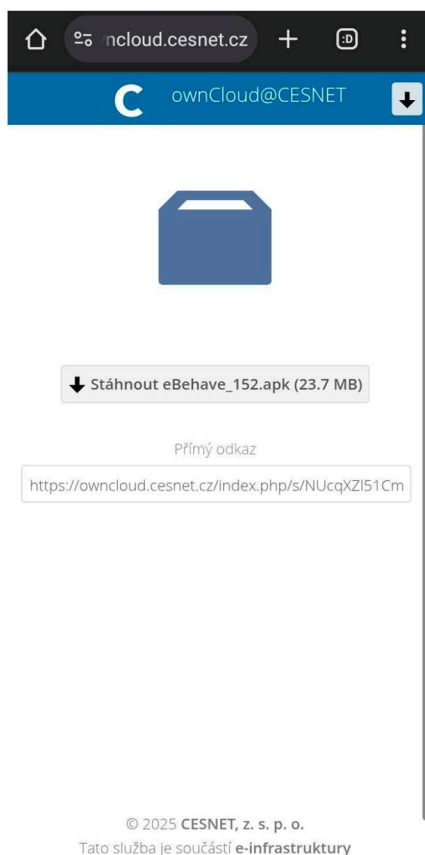 ncloud.cesnet.cz
:D
ownCloud@CESNET
Stáhnout eBehave_152.apk (23.7 MB)
Přímý odkaz
https://owncloud.cesnet.cz/index.php/s/NUcqXZl51Cm
© 2025 CESNET, z. s. p. o.
Tato služba je součástí e-infrastruktury